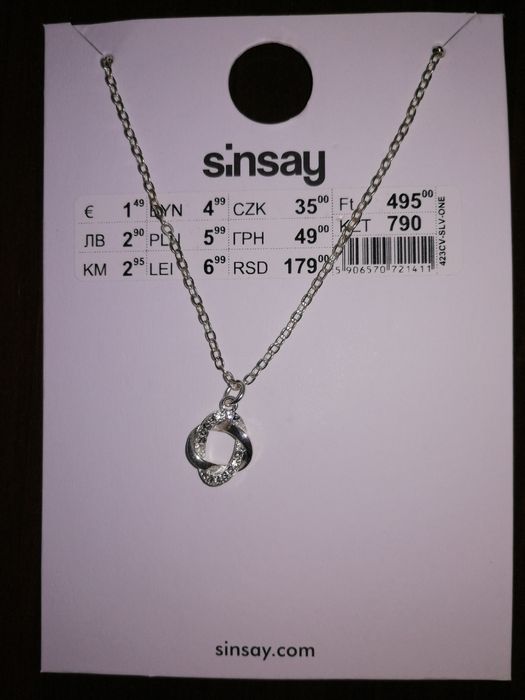 sinsay
€ 1⁴⁹ BYN 4⁹⁹ CZK 35⁰⁰ Ft 495⁰⁰
ЛВ 2⁹⁰ PLN 5⁹⁹ ГРН 49⁰⁰ KZT 790
KM 2⁹⁵ LEI 6⁹⁹ RSD 179⁰⁰
5 906570 721411
423CV-SLV-ONE
sinsay.com